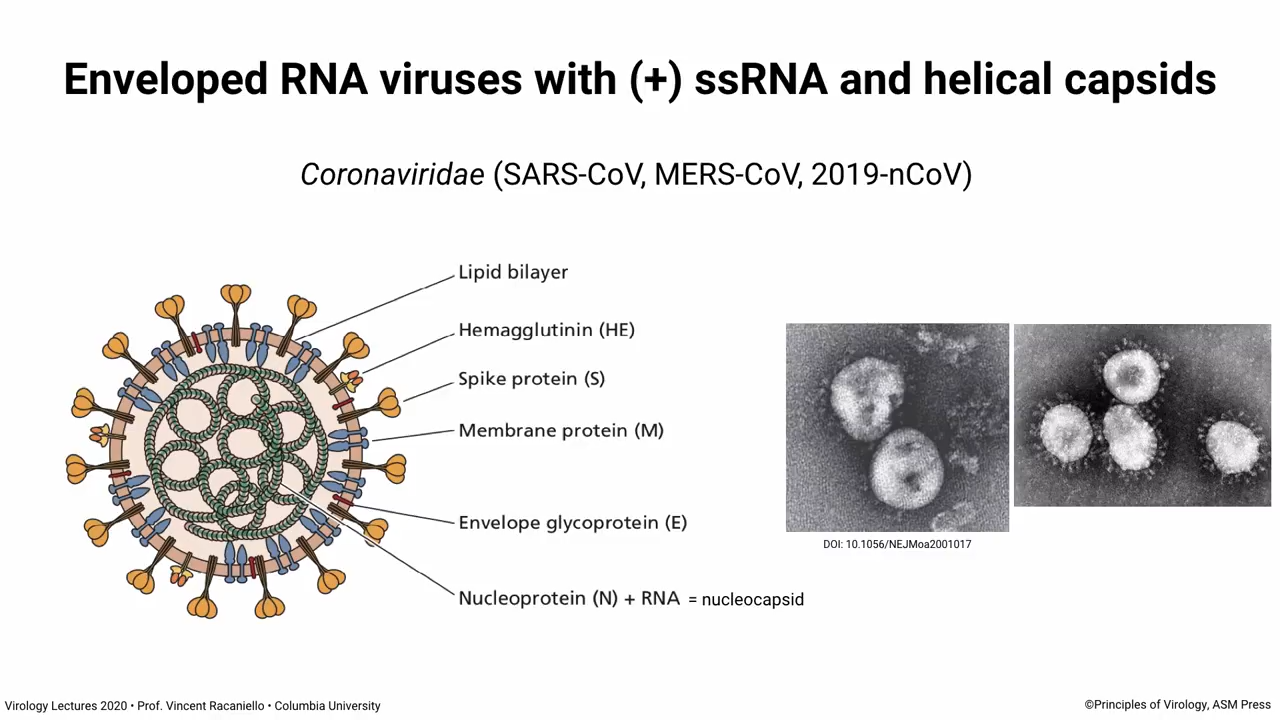 Enveloped RNA viruses with (+) ssRNA and helical capsids
Coronaviridae (SARS-CoV, MERS-CoV, 2019-nCoV)
Lipid bilayer
Hemagglutinin (HE)
Spike protein (S)
Membrane protein (M)
Envelope glycoprotein (E)
Nucleoprotein (N) + RNA = nucleocapsid
DOI: 10.1056/NEJMoa2001017
Virology Lectures 2020 • Prof. Vincent Racaniello • Columbia University
©Principles of Virology, ASM Press